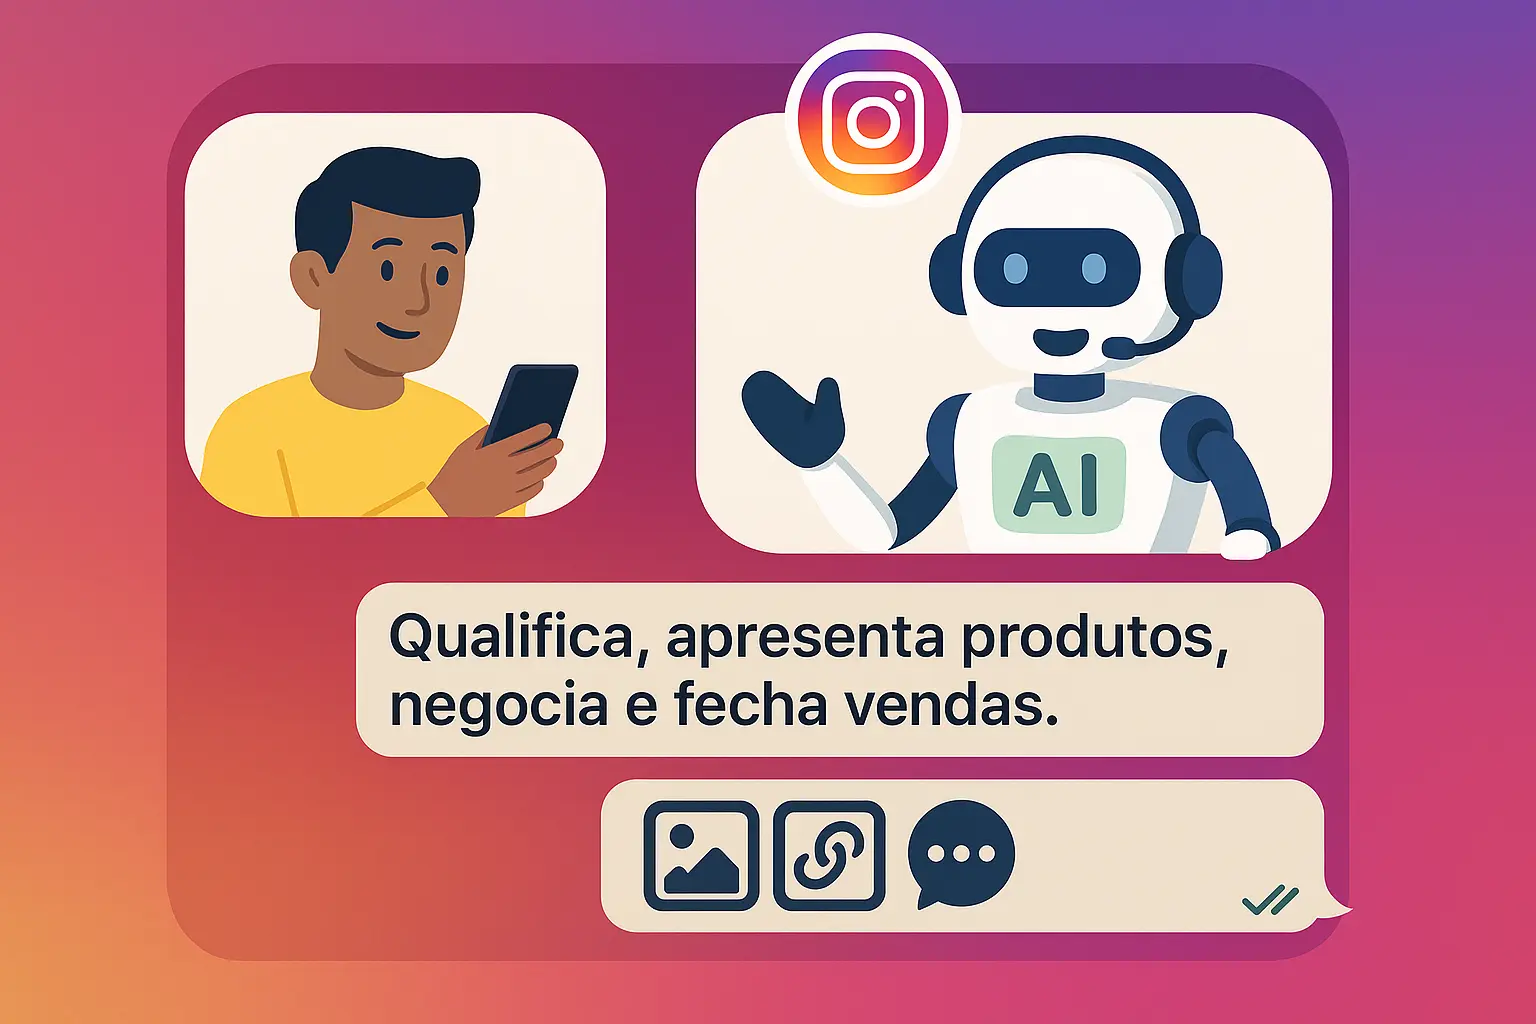 AI
Qualifica, apresenta produtos,
negocia e fecha vendas.